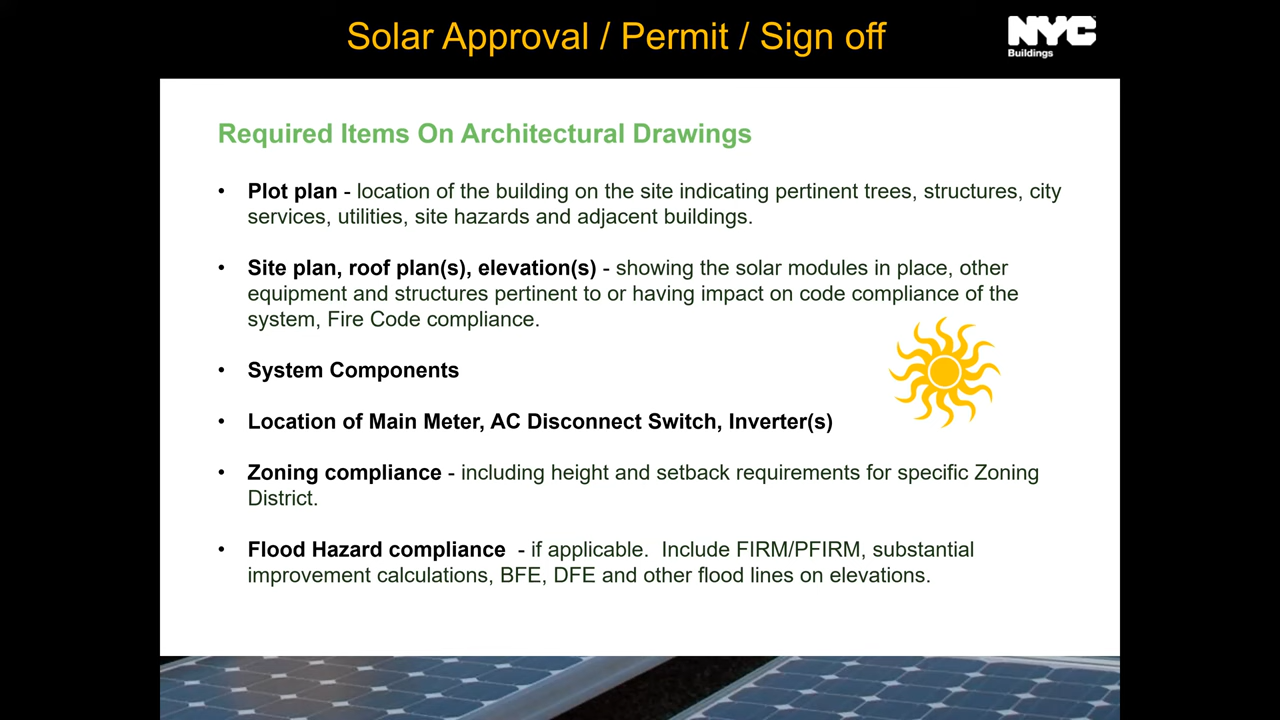 Solar Approval / Permit / Sign off
NYC
Buildings
Required Items On Architectural Drawings
• Plot plan - location of the building on the site indicating pertinent trees, structures, city
services, utilities, site hazards and adjacent buildings.
• Site plan, roof plan(s), elevation(s) - showing the solar modules in place, other
equipment and structures pertinent to or having impact on code compliance of the
system, Fire Code compliance.
• System Components
• Location of Main Meter, AC Disconnect Switch, Inverter(s)
• Zoning compliance - including height and setback requirements for specific Zoning
District.
• Flood Hazard compliance - if applicable. Include FIRM/PFIRM, substantial
improvement calculations, BFE, DFE and other flood lines on elevations.